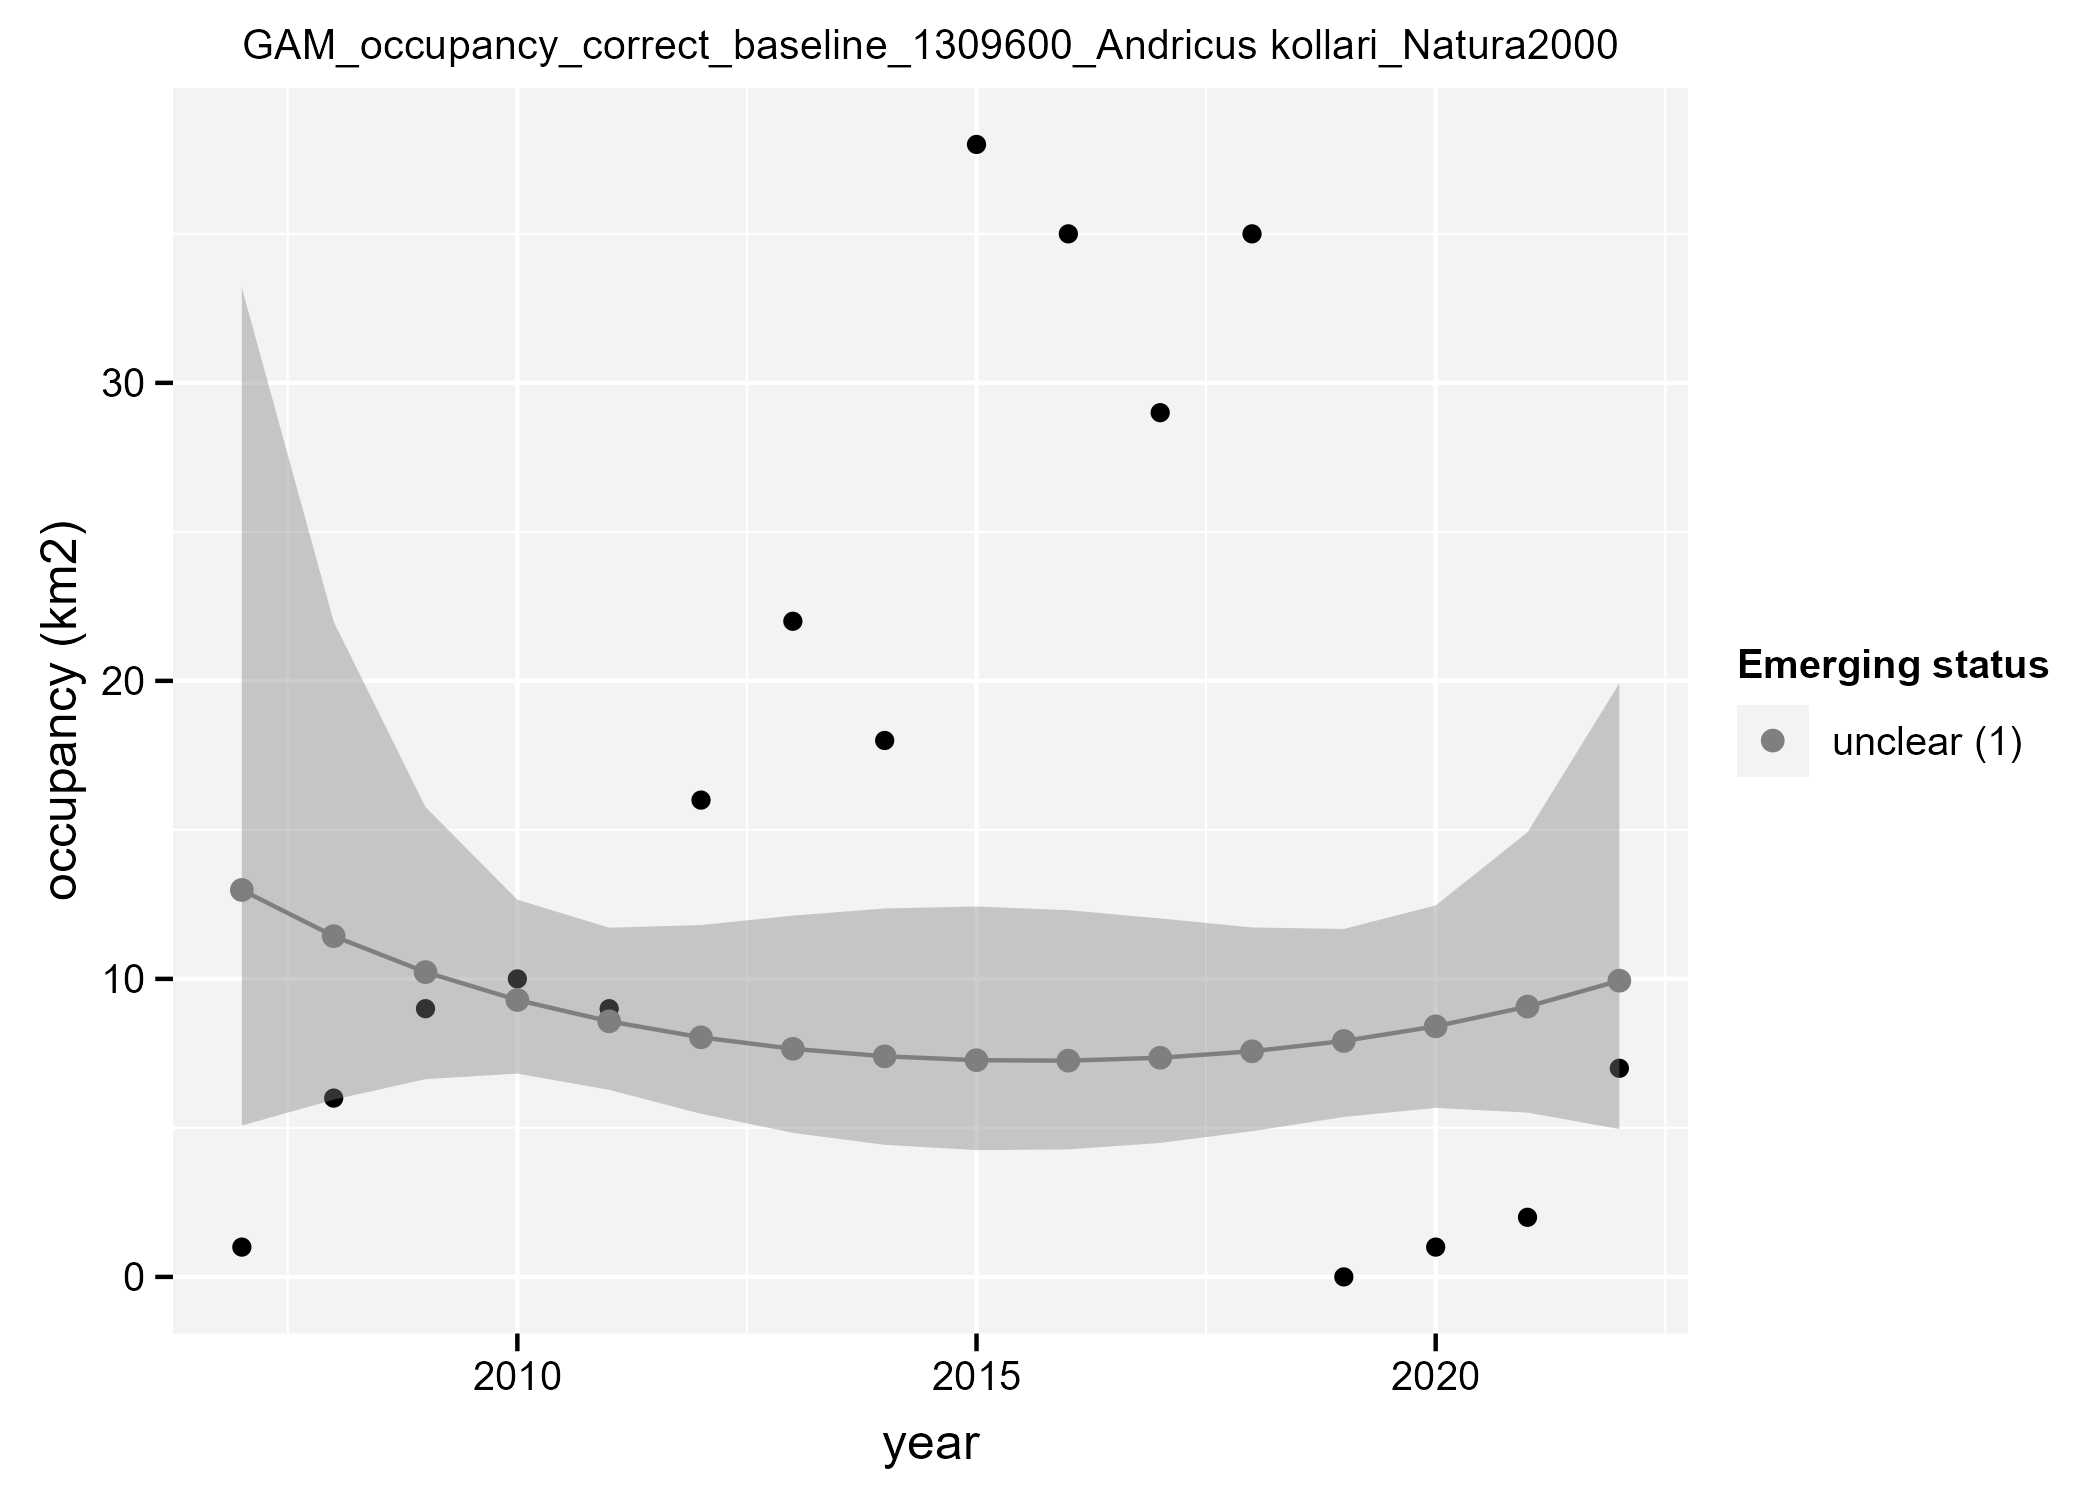 GAM_occupancy_correct_baseline_1309600_Andricus kollari_Natura2000
occupancy (km2)
30
20
10
0
2010
2015
2020
year
Emerging status
unclear (1)